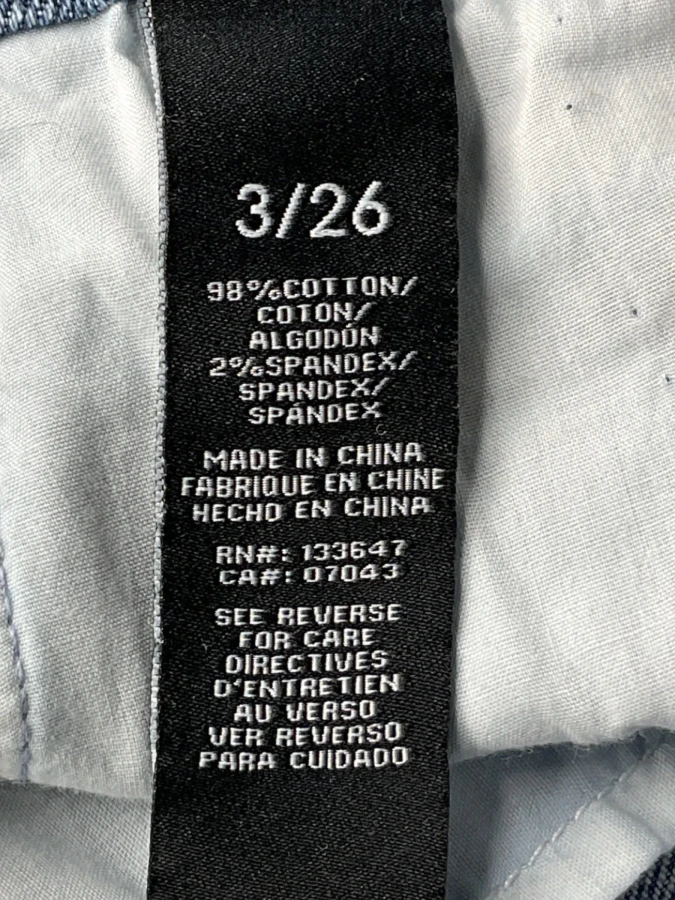 3/26
98%COTTON/
COTON/
ALGODÓN
2%SPANDEX/
SPANDEX/
SPÁNDEX
MADE IN CHINA
FABRIQUE EN CHINE
HECHO EN CHINA
RN#: 133647
CA#: 07043
SEE REVERSE
FOR CARE
DIRECTIVES
D'ENTRETIEN
AU VERSO
VER REVERSO
PARA CUIDADO